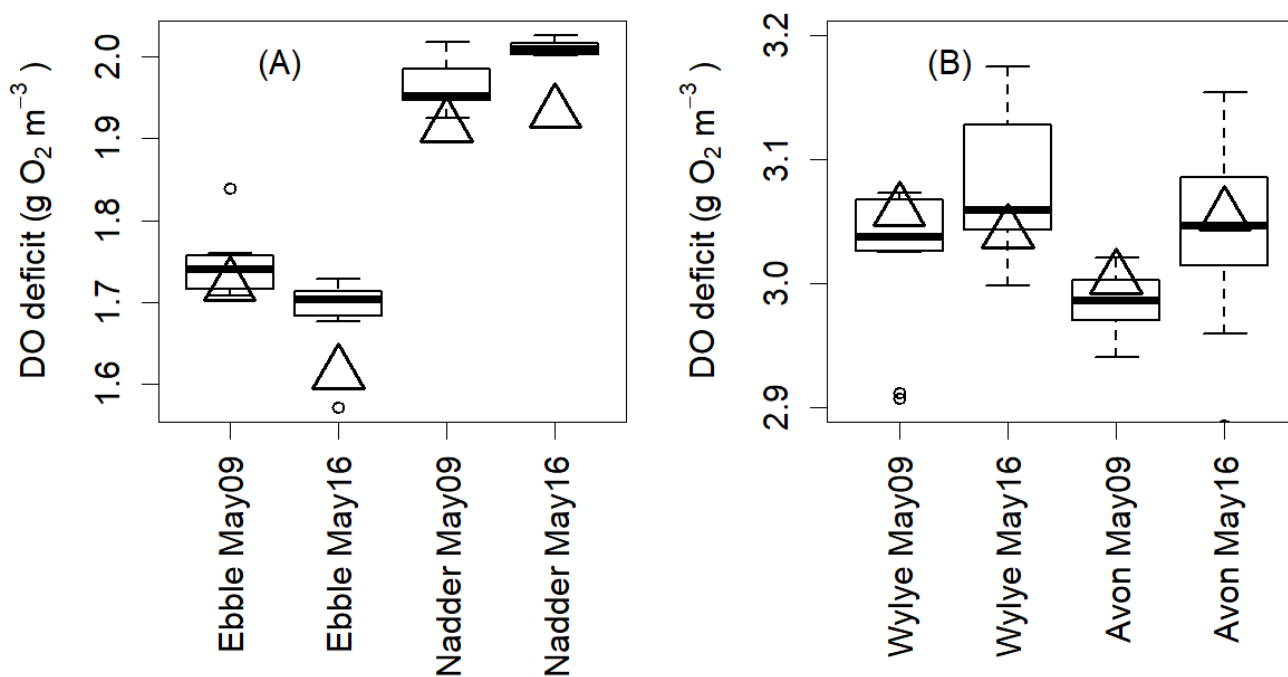 (A)
DO deficit (g O₂ m⁻³ )
2.0
1.9
1.8
1.7
1.6
Ebble May09
Ebble May16
Nadder May09
Nadder May16
(B)
DO deficit (g O₂ m⁻³ )
3.2
3.1
3.0
2.9
Wylye May09
Wylye May16
Avon May09
Avon May16